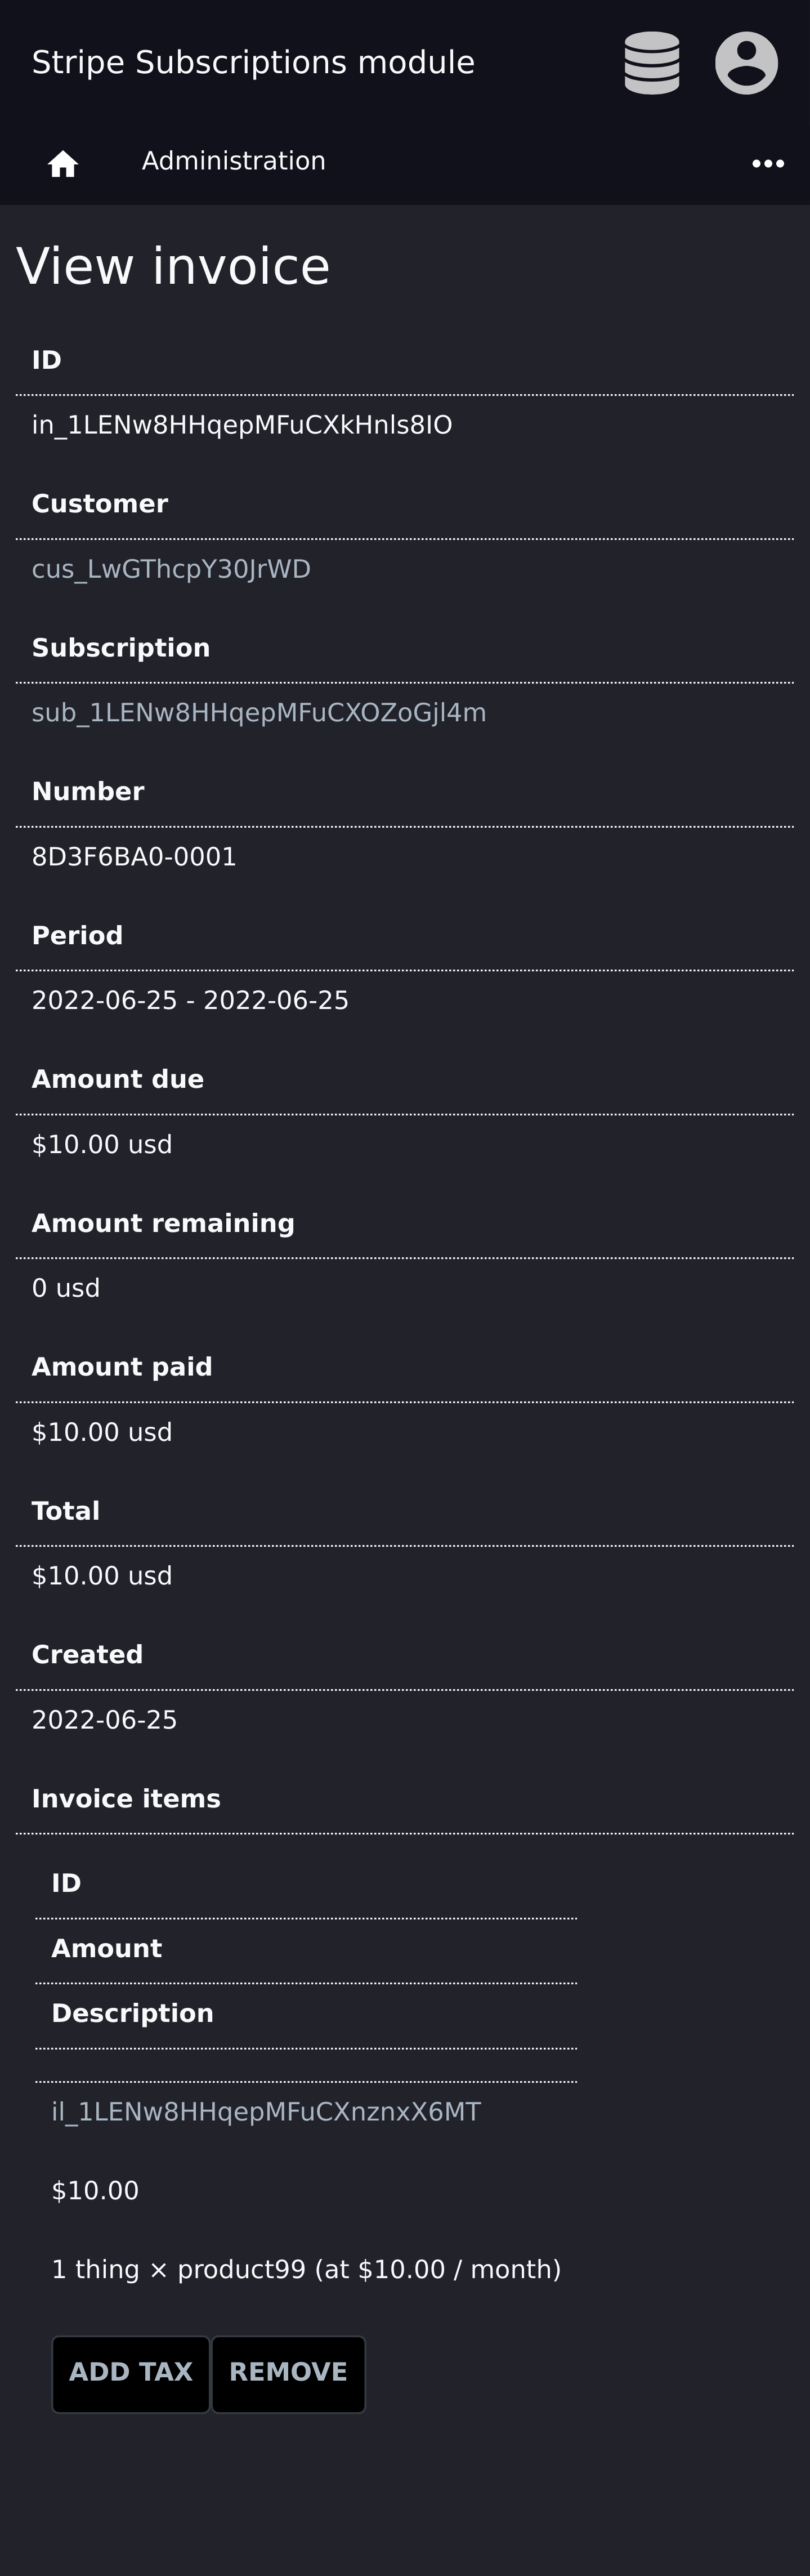 Stripe Subscriptions module
Administration
View invoice
ID
in_1LENw8HHqepMFuCXkHnls8IO
Customer
cus_LwGThcpY30JrWD
Subscription
sub_1LENw8HHqepMFuCXOZoGjl4m
Number
8D3F6BA0-0001
Period
2022-06-25 - 2022-06-25
Amount due
$10.00 usd
Amount remaining
0 usd
Amount paid
$10.00 usd
Total
$10.00 usd
Created
2022-06-25
Invoice items
ID
Amount
Description
il_1LENw8HHqepMFuCXnznxX6MT
$10.00
1 thing × product99 (at $10.00 / month)
ADD TAX REMOVE